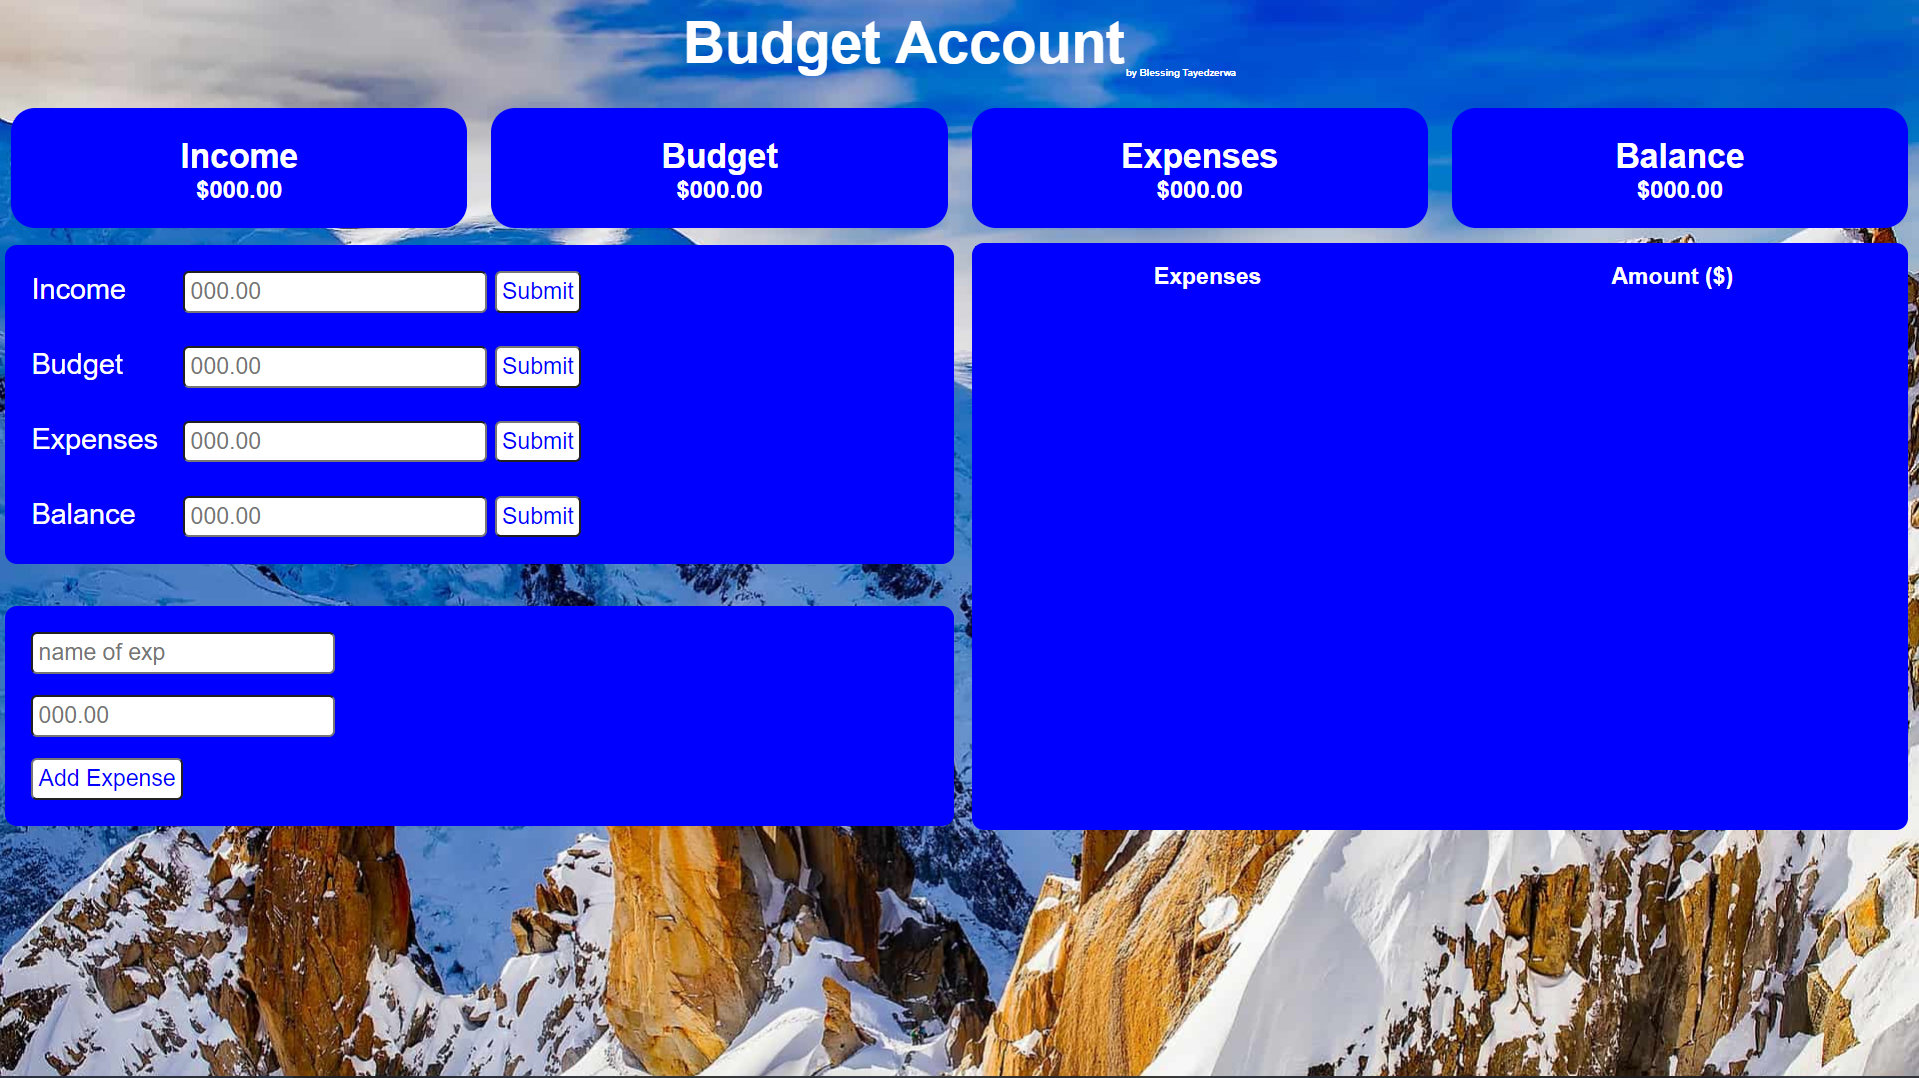 Budget Account
by Blessing Tayedzerwa
Income
$000.00
Budget
$000.00
Expenses
$000.00
Balance
$000.00
Income 000.00 Submit
Budget 000.00 Submit
Expenses 000.00 Submit
Balance 000.00 Submit
name of exp
000.00
Add Expense
Expenses Amount ($)